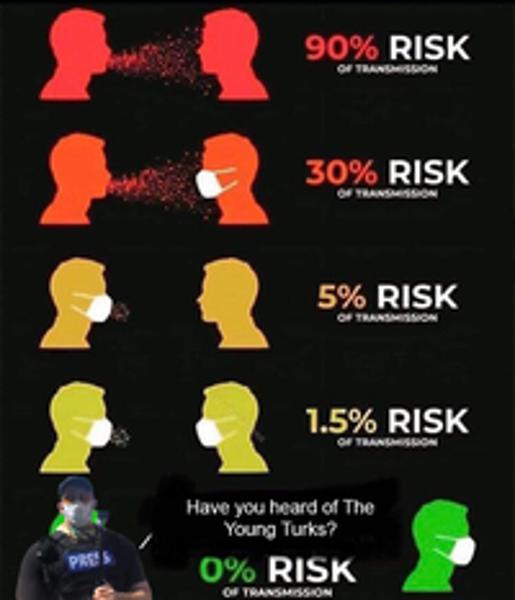 90% RISK
OF TRANSMISSION
30% RISK
OF TRANSMISSION
5% RISK
OF TRANSMISSION
1.5% RISK
OF TRANSMISSION
Have you heard of The
Young Turks?
PRESS
0% RISK
OF TRANSMISSION